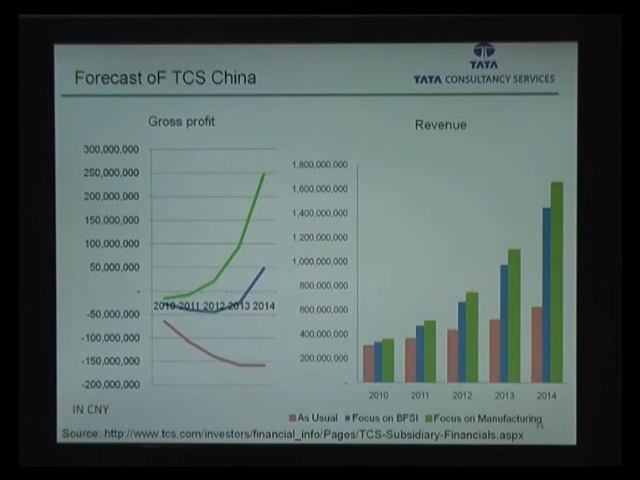 Forecast oF TCS China
TATA
TATA CONSULTANCY SERVICES
Gross profit
300,000,000
250,000,000
200,000,000
150,000,000
100,000,000
50,000,000
-
-50,000,000
-100,000,000
-150,000,000
-200,000,000
2010 2011 2012 2013 2014
Revenue
1,800,000,000
1,600,000,000
1,400,000,000
1,200,000,000
1,000,000,000
800,000,000
600,000,000
400,000,000
200,000,000
-
2010 2011 2012 2013 2014
As Usual Focus on BFSI Focus on Manufacturing
IN CNY
Source: http://www.tcs.com/investors/financial_info/Pages/TCS-Subsidiary-Financials.aspx